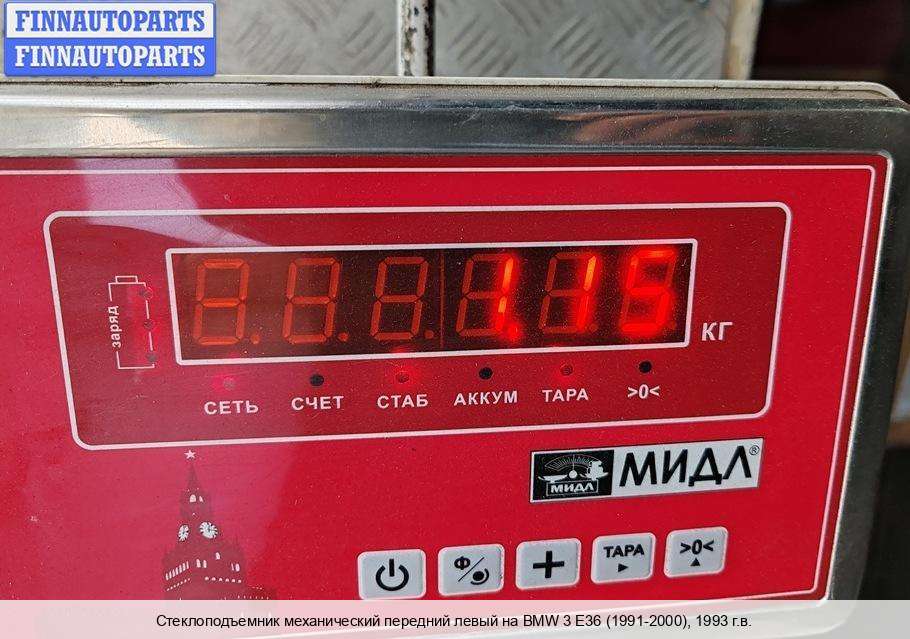 FINNAUTOPARTS
FINNAUTOPARTS
заряд
1.15
КГ
СЕТЬ СЧЕТ СТАБ АККУМ ТАРА >0<
МИДЛ МИДЛ®
Ф/ + ТАРА >0<
Стеклоподъемник механический передний левый на BMW 3 E36 (1991-2000), 1993 г.в.